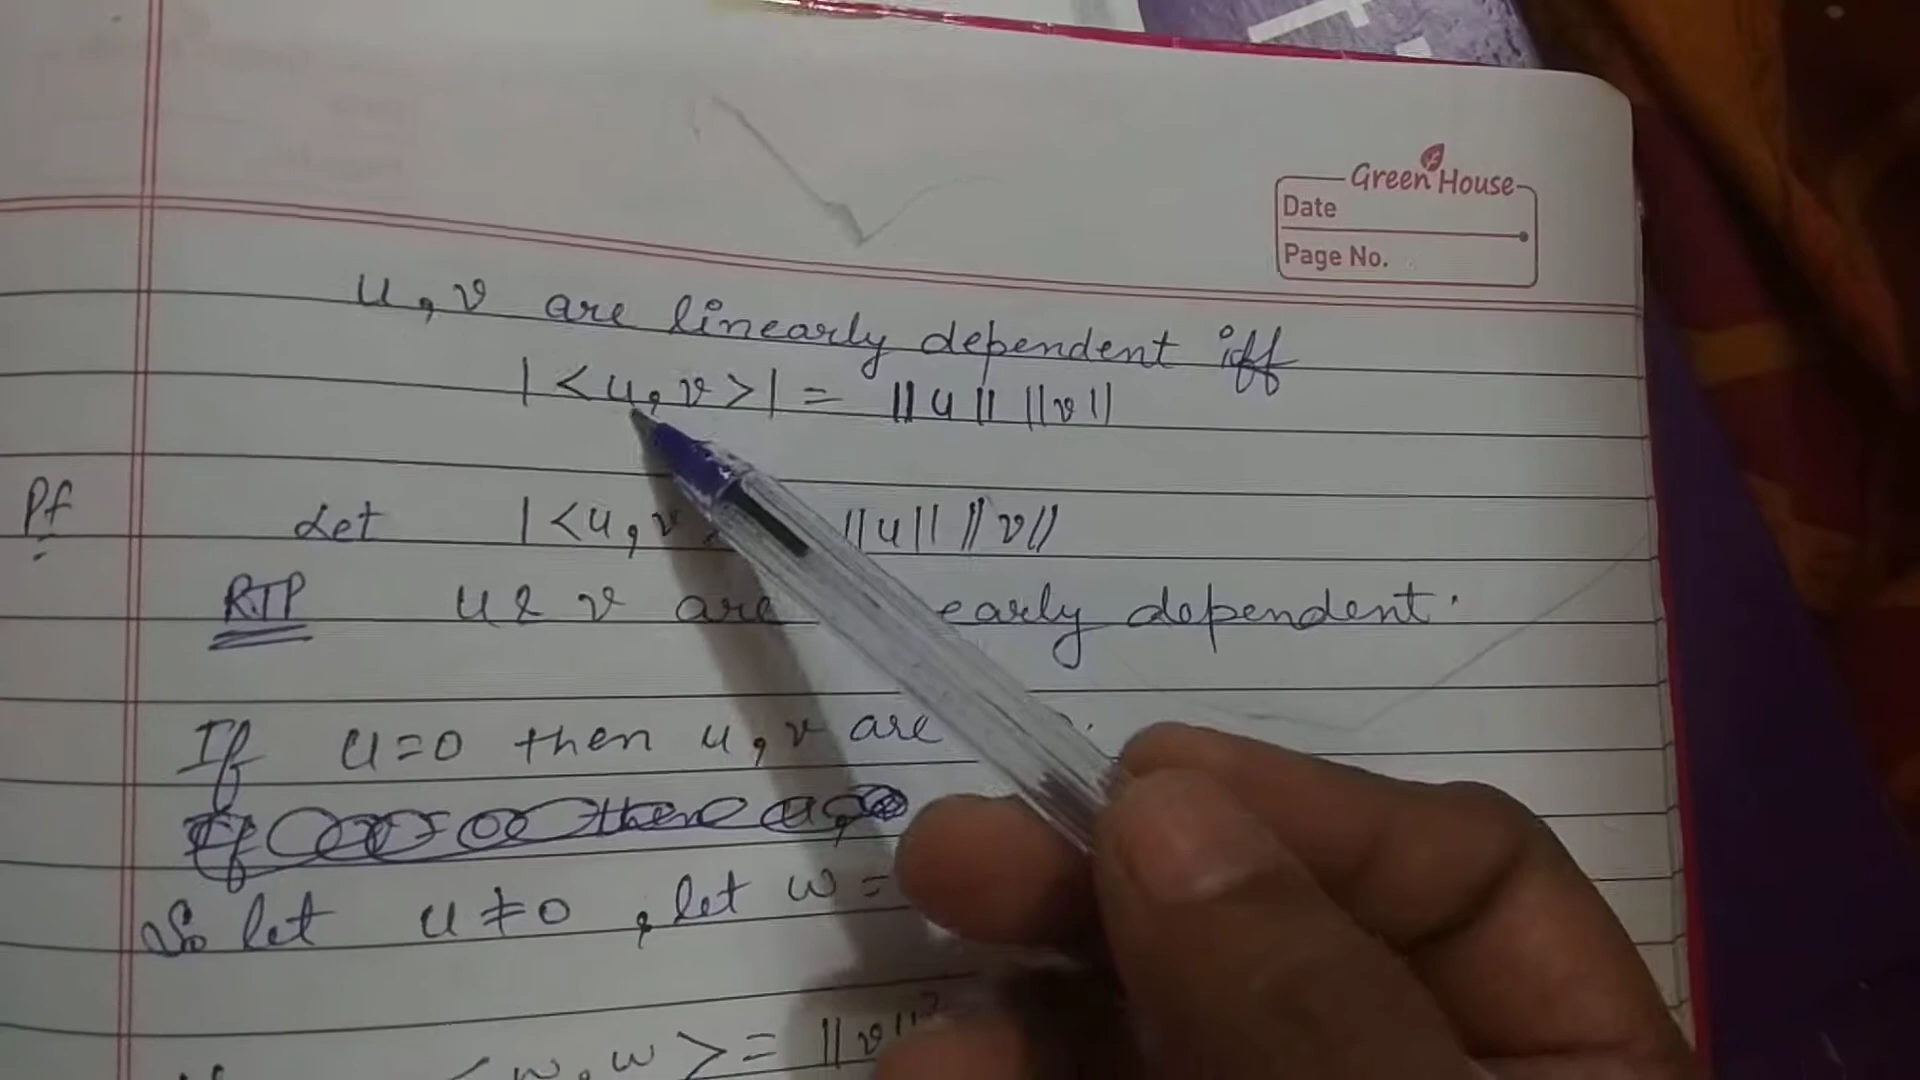 Green House
Date
Page No.
u, v are linearly dependent iff
|<u, v>| = ||u|| ||v||
Pf Let |<u, v ||u|| ||v||
RTP u & v are early dependent.
If u=0 then u, v are
So let u≠0, let w =
<w, w> = ||v||²